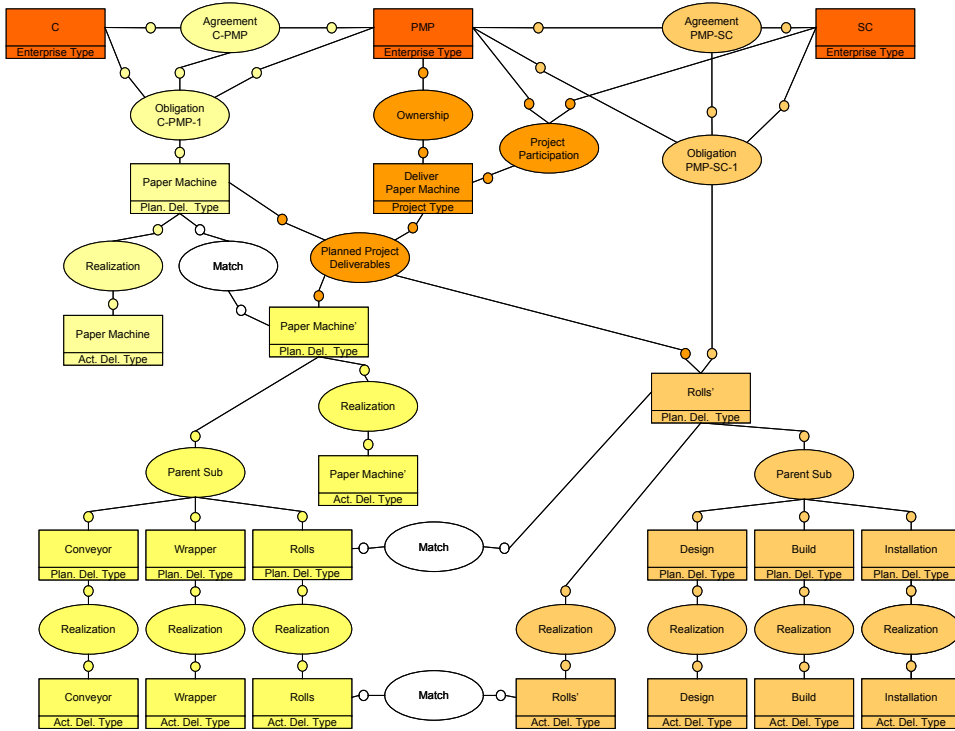 C
Enterprise Type
Agreement
C-PMP
PMP
Enterprise Type
Agreement
PMP-SC
SC
Enterprise Type
Obligation
C-PMP-1
Ownership
Project
Participation
Obligation
PMP-SC-1
Paper Machine
Plan. Del. Type
Deliver
Paper Machine
Project Type
Realization
Match
Planned Project
Deliverables
Paper Machine
Act. Del. Type
Paper Machine'
Plan. Del. Type
Rolls'
Plan. Del. Type
Realization
Parent Sub
Paper Machine'
Act. Del. Type
Parent Sub
Conveyor
Plan. Del. Type
Wrapper
Plan. Del. Type
Rolls
Plan. Del. Type
Match
Design
Plan. Del. Type
Build
Plan. Del. Type
Installation
Plan. Del. Type
Realization
Realization
Realization
Realization
Realization
Realization
Realization
Conveyor
Act. Del. Type
Wrapper
Act. Del. Type
Rolls
Act. Del. Type
Match
Rolls'
Act. Del. Type
Design
Act. Del. Type
Build
Act. Del. Type
Installation
Act. Del. Type